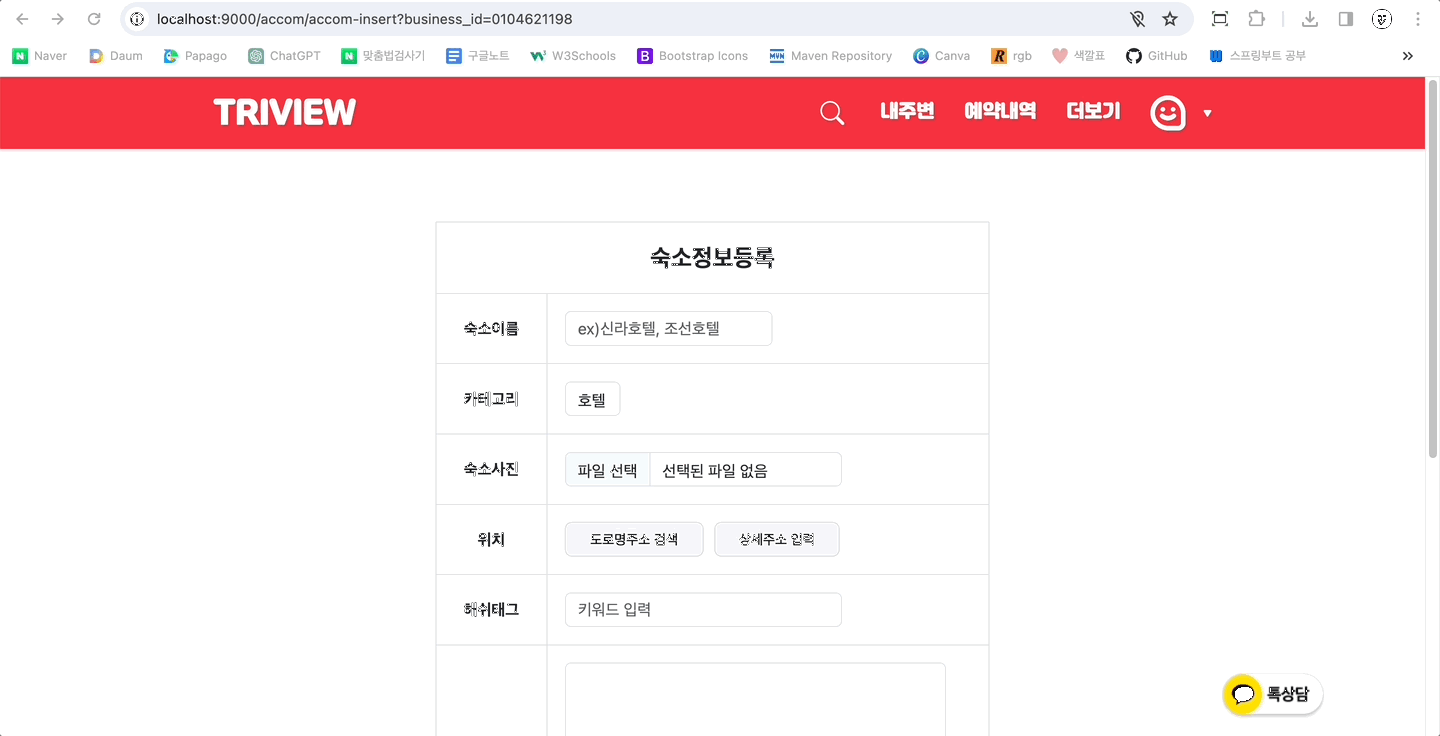 localhost:9000/accom/accom-insert?business_id=0104621198
Naver Daum Papago ChatGPT 맞춤법검사기 구글노트 W3Schools Bootstrap Icons Maven Repository Canva rgb 색깔표 GitHub 스프링부트 공부
TRIVIEW 내주변 예약내역 더보기
숙소정보등록
숙소이름 ex)신라호텔, 조선호텔
카테고리 호텔
숙소사진 파일 선택 선택된 파일 없음
위치 도로명주소 검색 상세주소 입력
해쉬태그 키워드 입력
톡상담